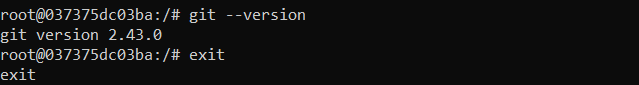 root@037375dc03ba:/# git --version
git version 2.43.0
root@037375dc03ba:/# exit
exit